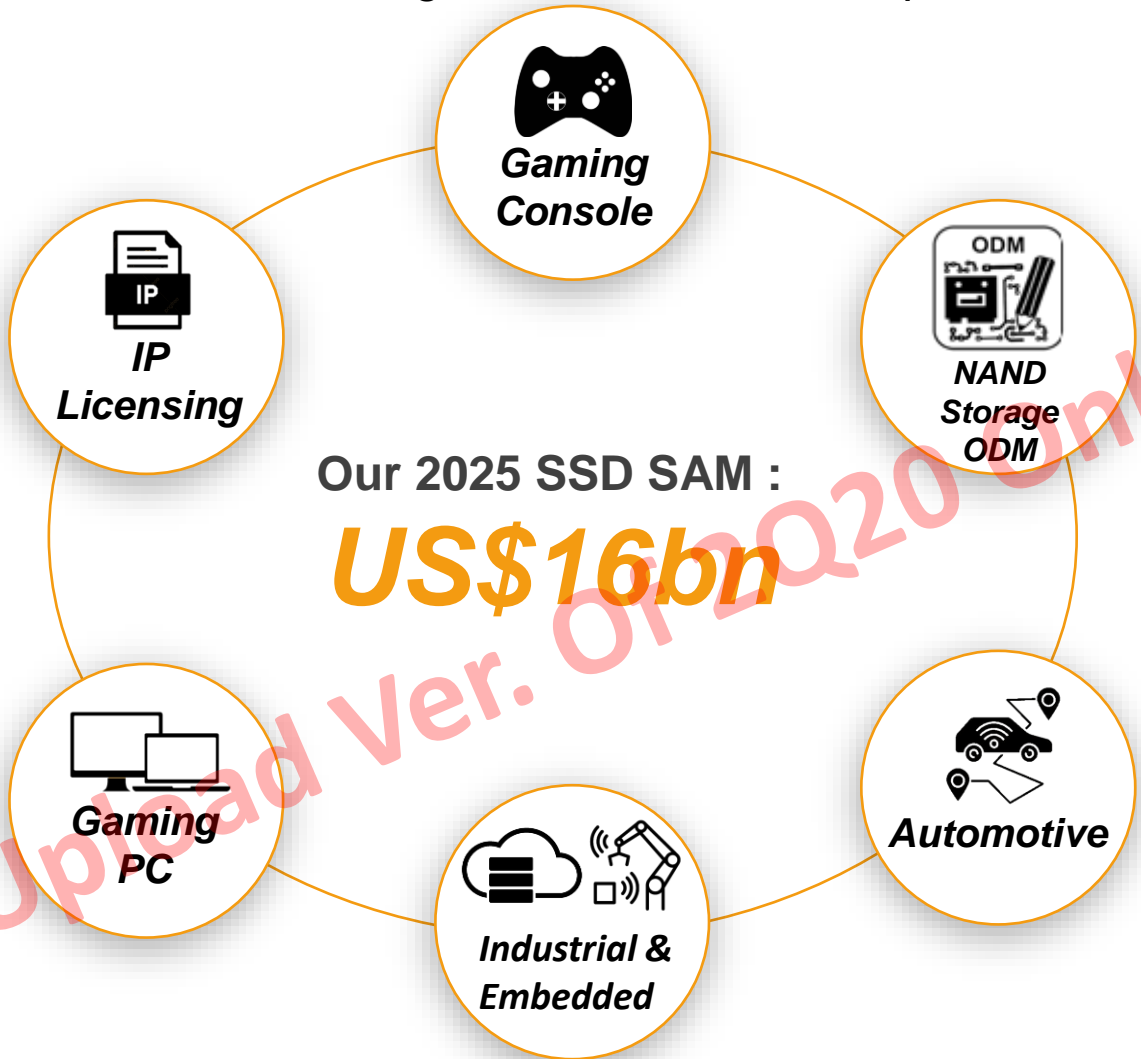 Gaming
Console
ODM
NAND
Storage
ODM
IP
IP
Licensing
Our 2025 SSD SAM :
US$16bn
Upload Ver. Of 2Q20 Onl
Gaming
PC
Automotive
Industrial &
Embedded